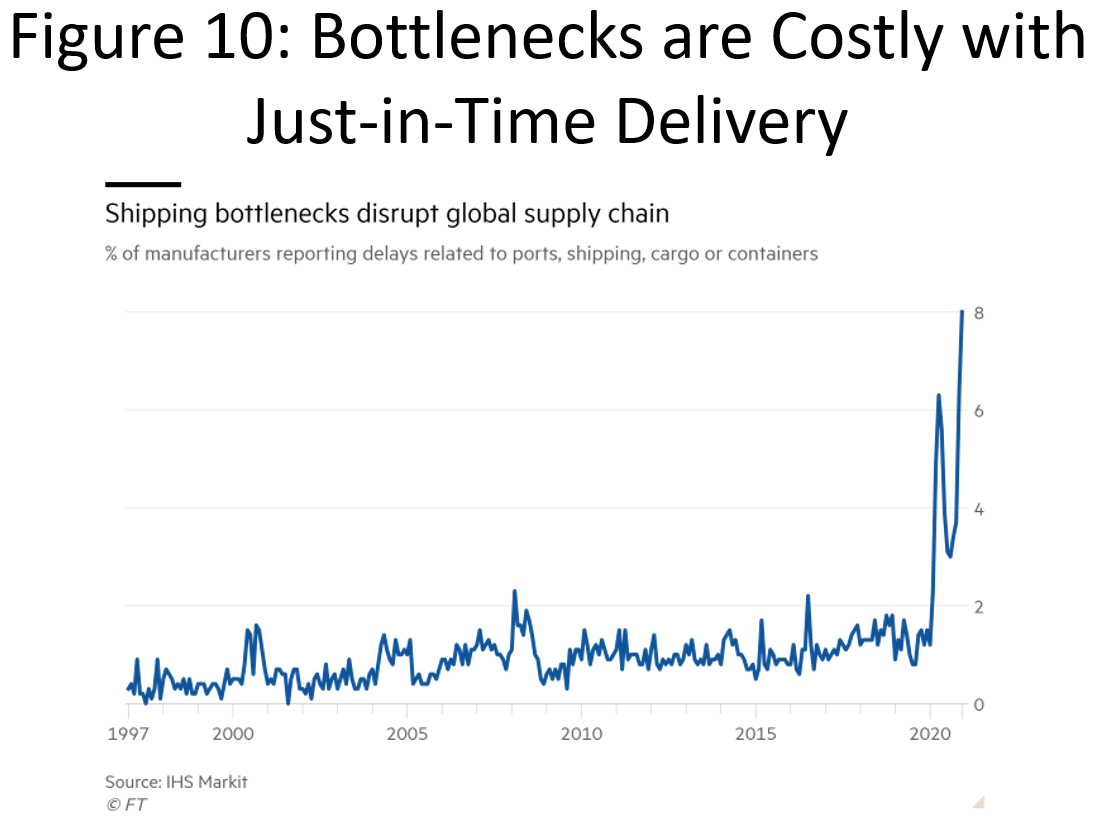 Figure 10: Bottlenecks are Costly with
Just-in-Time Delivery
Shipping bottlenecks disrupt global supply chain
% of manufacturers reporting delays related to ports, shipping, cargo or containers
8
6
4
2
0
1997 2000 2005 2010 2015 2020
Source: IHS Markit
© FT